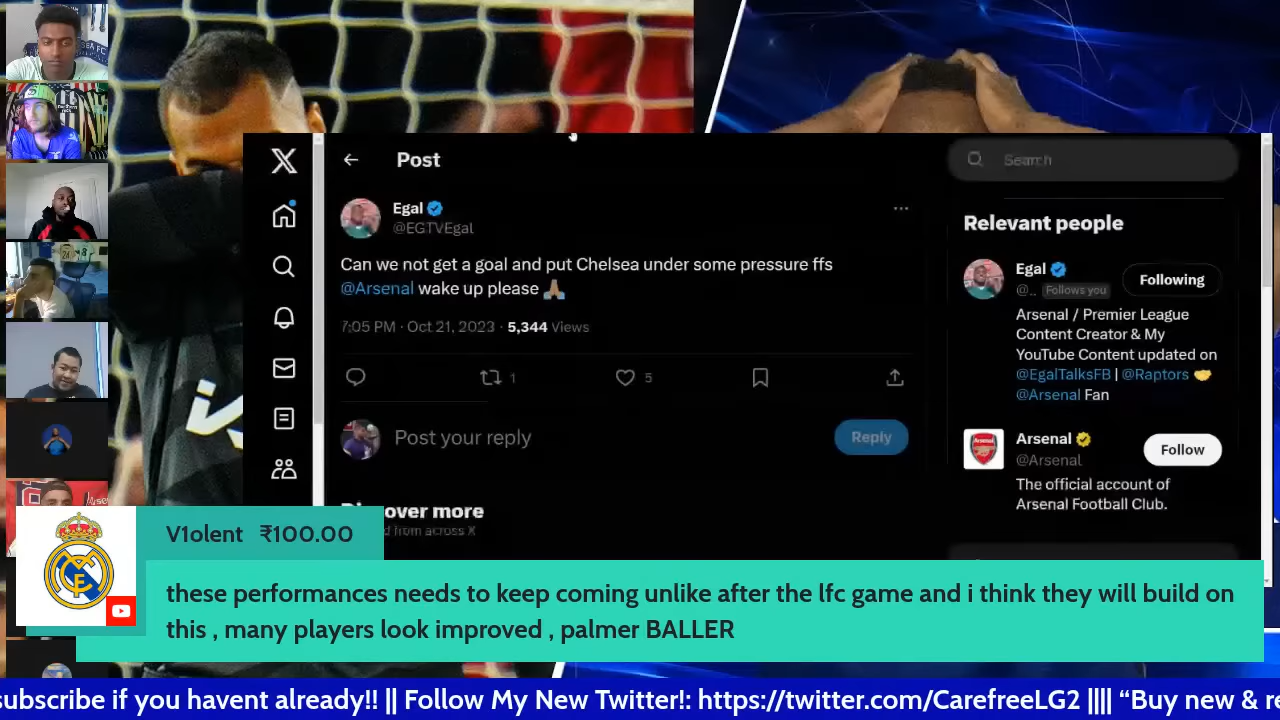 Post
Search
Egal
@EGTVEgal
Can we not get a goal and put Chelsea under some pressure ffs
@Arsenal wake up please
7:05 PM · Oct 21, 2023 · 5,344 Views
1
5
Post your reply
Reply
over more
d from across X
Relevant people
Egal
@.. Follows you
Following
Arsenal / Premier League
Content Creator & My
YouTube Content updated on
@EgalTalksFB | @Raptors
@Arsenal Fan
Arsenal
@Arsenal
Follow
The official account of
Arsenal Football Club.
V1olent ₹100.00
these performances needs to keep coming unlike after the lfc game and i think they will build on
this , many players look improved , palmer BALLER
subscribe if you havent already!! || Follow My New Twitter!: https://twitter.com/CarefreeLG2 |||| “Buy new & re